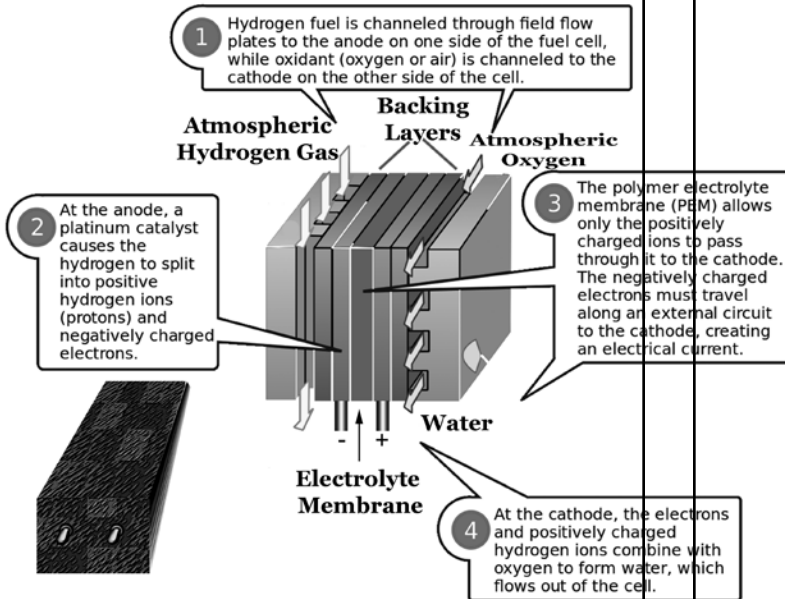 1
Hydrogen fuel is channeled through field flow
plates to the anode on one side of the fuel cell,
while oxidant (oxygen or air) is channeled to the
cathode on the other side of the cell.
Atmospheric
Hydrogen Gas
Backing
Layers
Atmospheric
Oxygen
2
At the anode, a
platinum catalyst
causes the
hydrogen to split
into positive
hydrogen ions
(protons) and
negatively charged
electrons.
3
The polymer electrolyte
membrane (PEM) allows
only the positively
charged ions to pass
through it to the cathode.
The negatively charged
electrons must travel
along an external circuit
to the cathode, creating
an electrical current.
- +
Water
Electrolyte
Membrane
4
At the cathode, the electrons
and positively charged
hydrogen ions combine with
oxygen to form water, which
flows out of the cell.